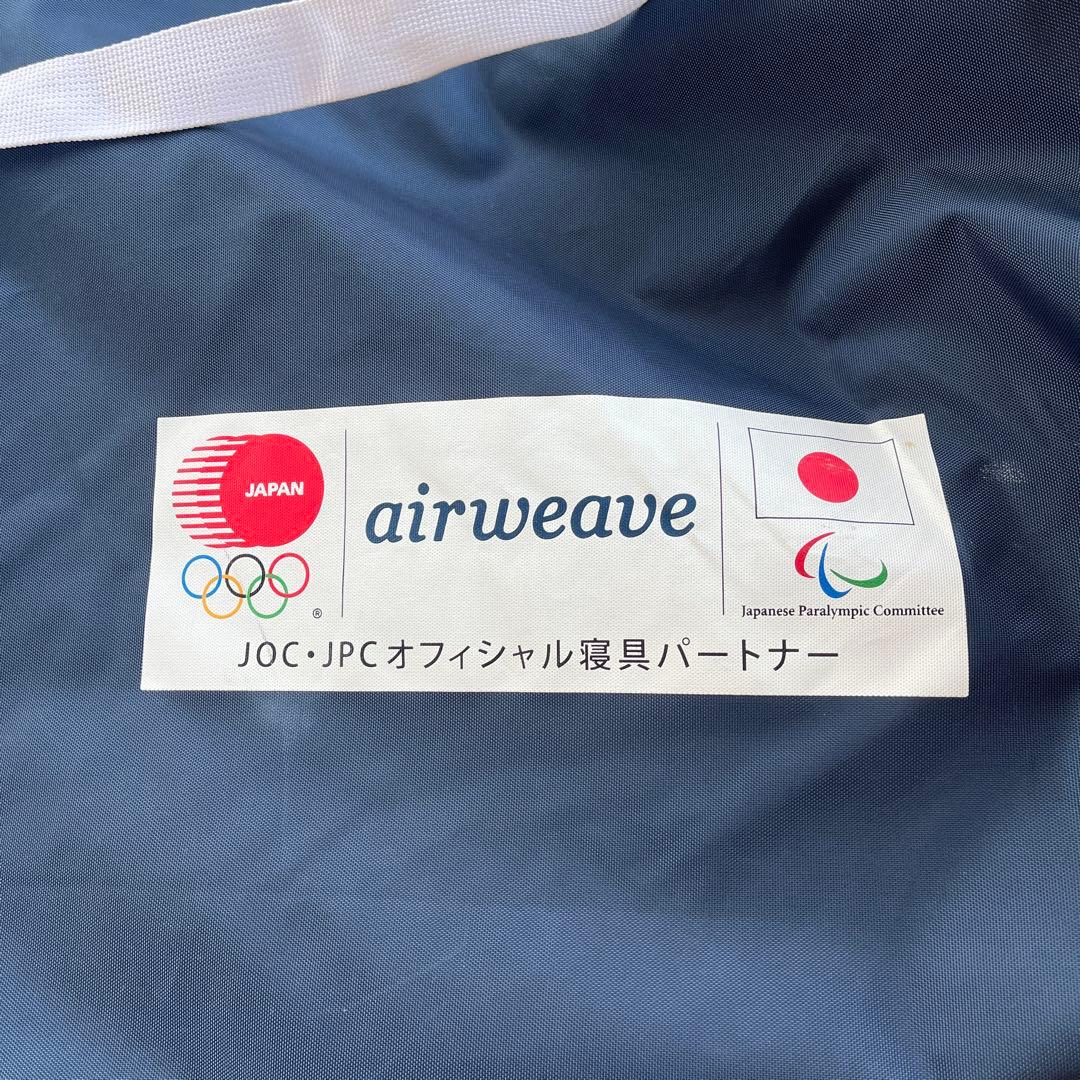 JAPAN
airweave
®
Japanese Paralympic Committee
JOC・JPCオフィシャル寝具パートナー